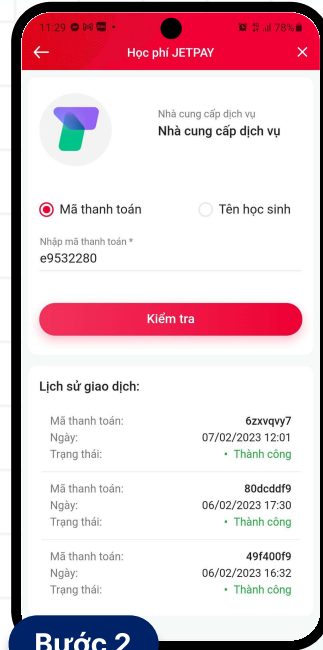 11:29
78%
Học phí JETPAY
Nhà cung cấp dịch vụ
Nhà cung cấp dịch vụ
Mã thanh toán
Tên học sinh
Nhập mã thanh toán *
e9532280
Kiểm tra
Lịch sử giao dịch:
Mã thanh toán: 6zxvqvy7
Ngày: 07/02/2023 12:01
Trạng thái: • Thành công
Mã thanh toán: 80dcddf9
Ngày: 06/02/2023 17:30
Trạng thái: • Thành công
Mã thanh toán: 49f400f9
Ngày: 06/02/2023 16:32
Trạng thái: • Thành công
Bước 2